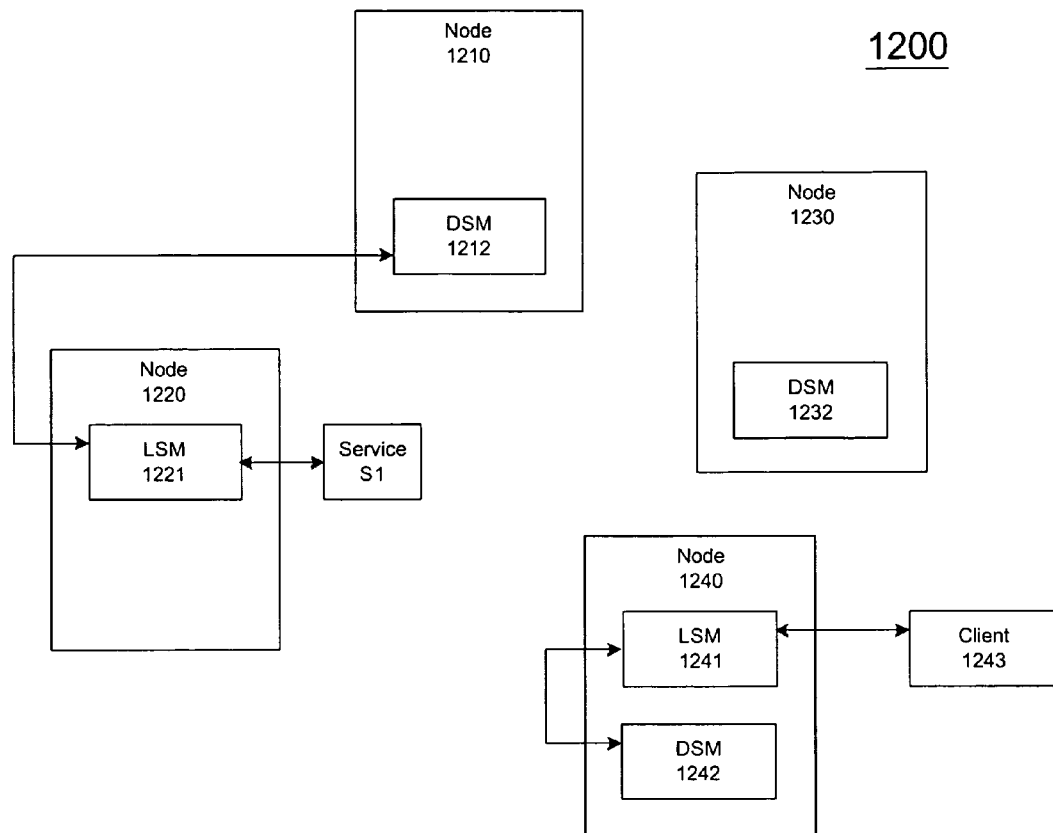 Node
1210
1200
DSM
1212
Node
1230
DSM
1232
Node
1220
LSM
1221
Service
S1
Node
1240
LSM
1241
Client
1243
DSM
1242